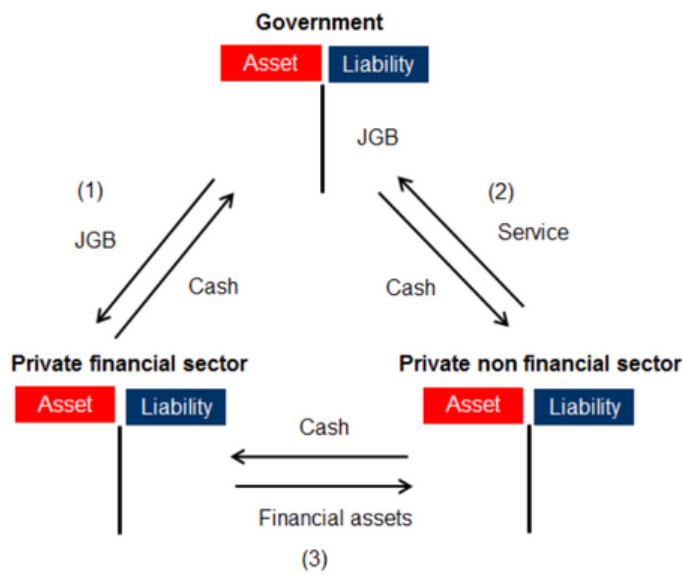 Government
Asset Liability
JGB
(1)
(2)
JGB
Service
Cash
Cash
Private financial sector
Private non financial sector
Asset Liability
Asset Liability
Cash
Financial assets
(3)